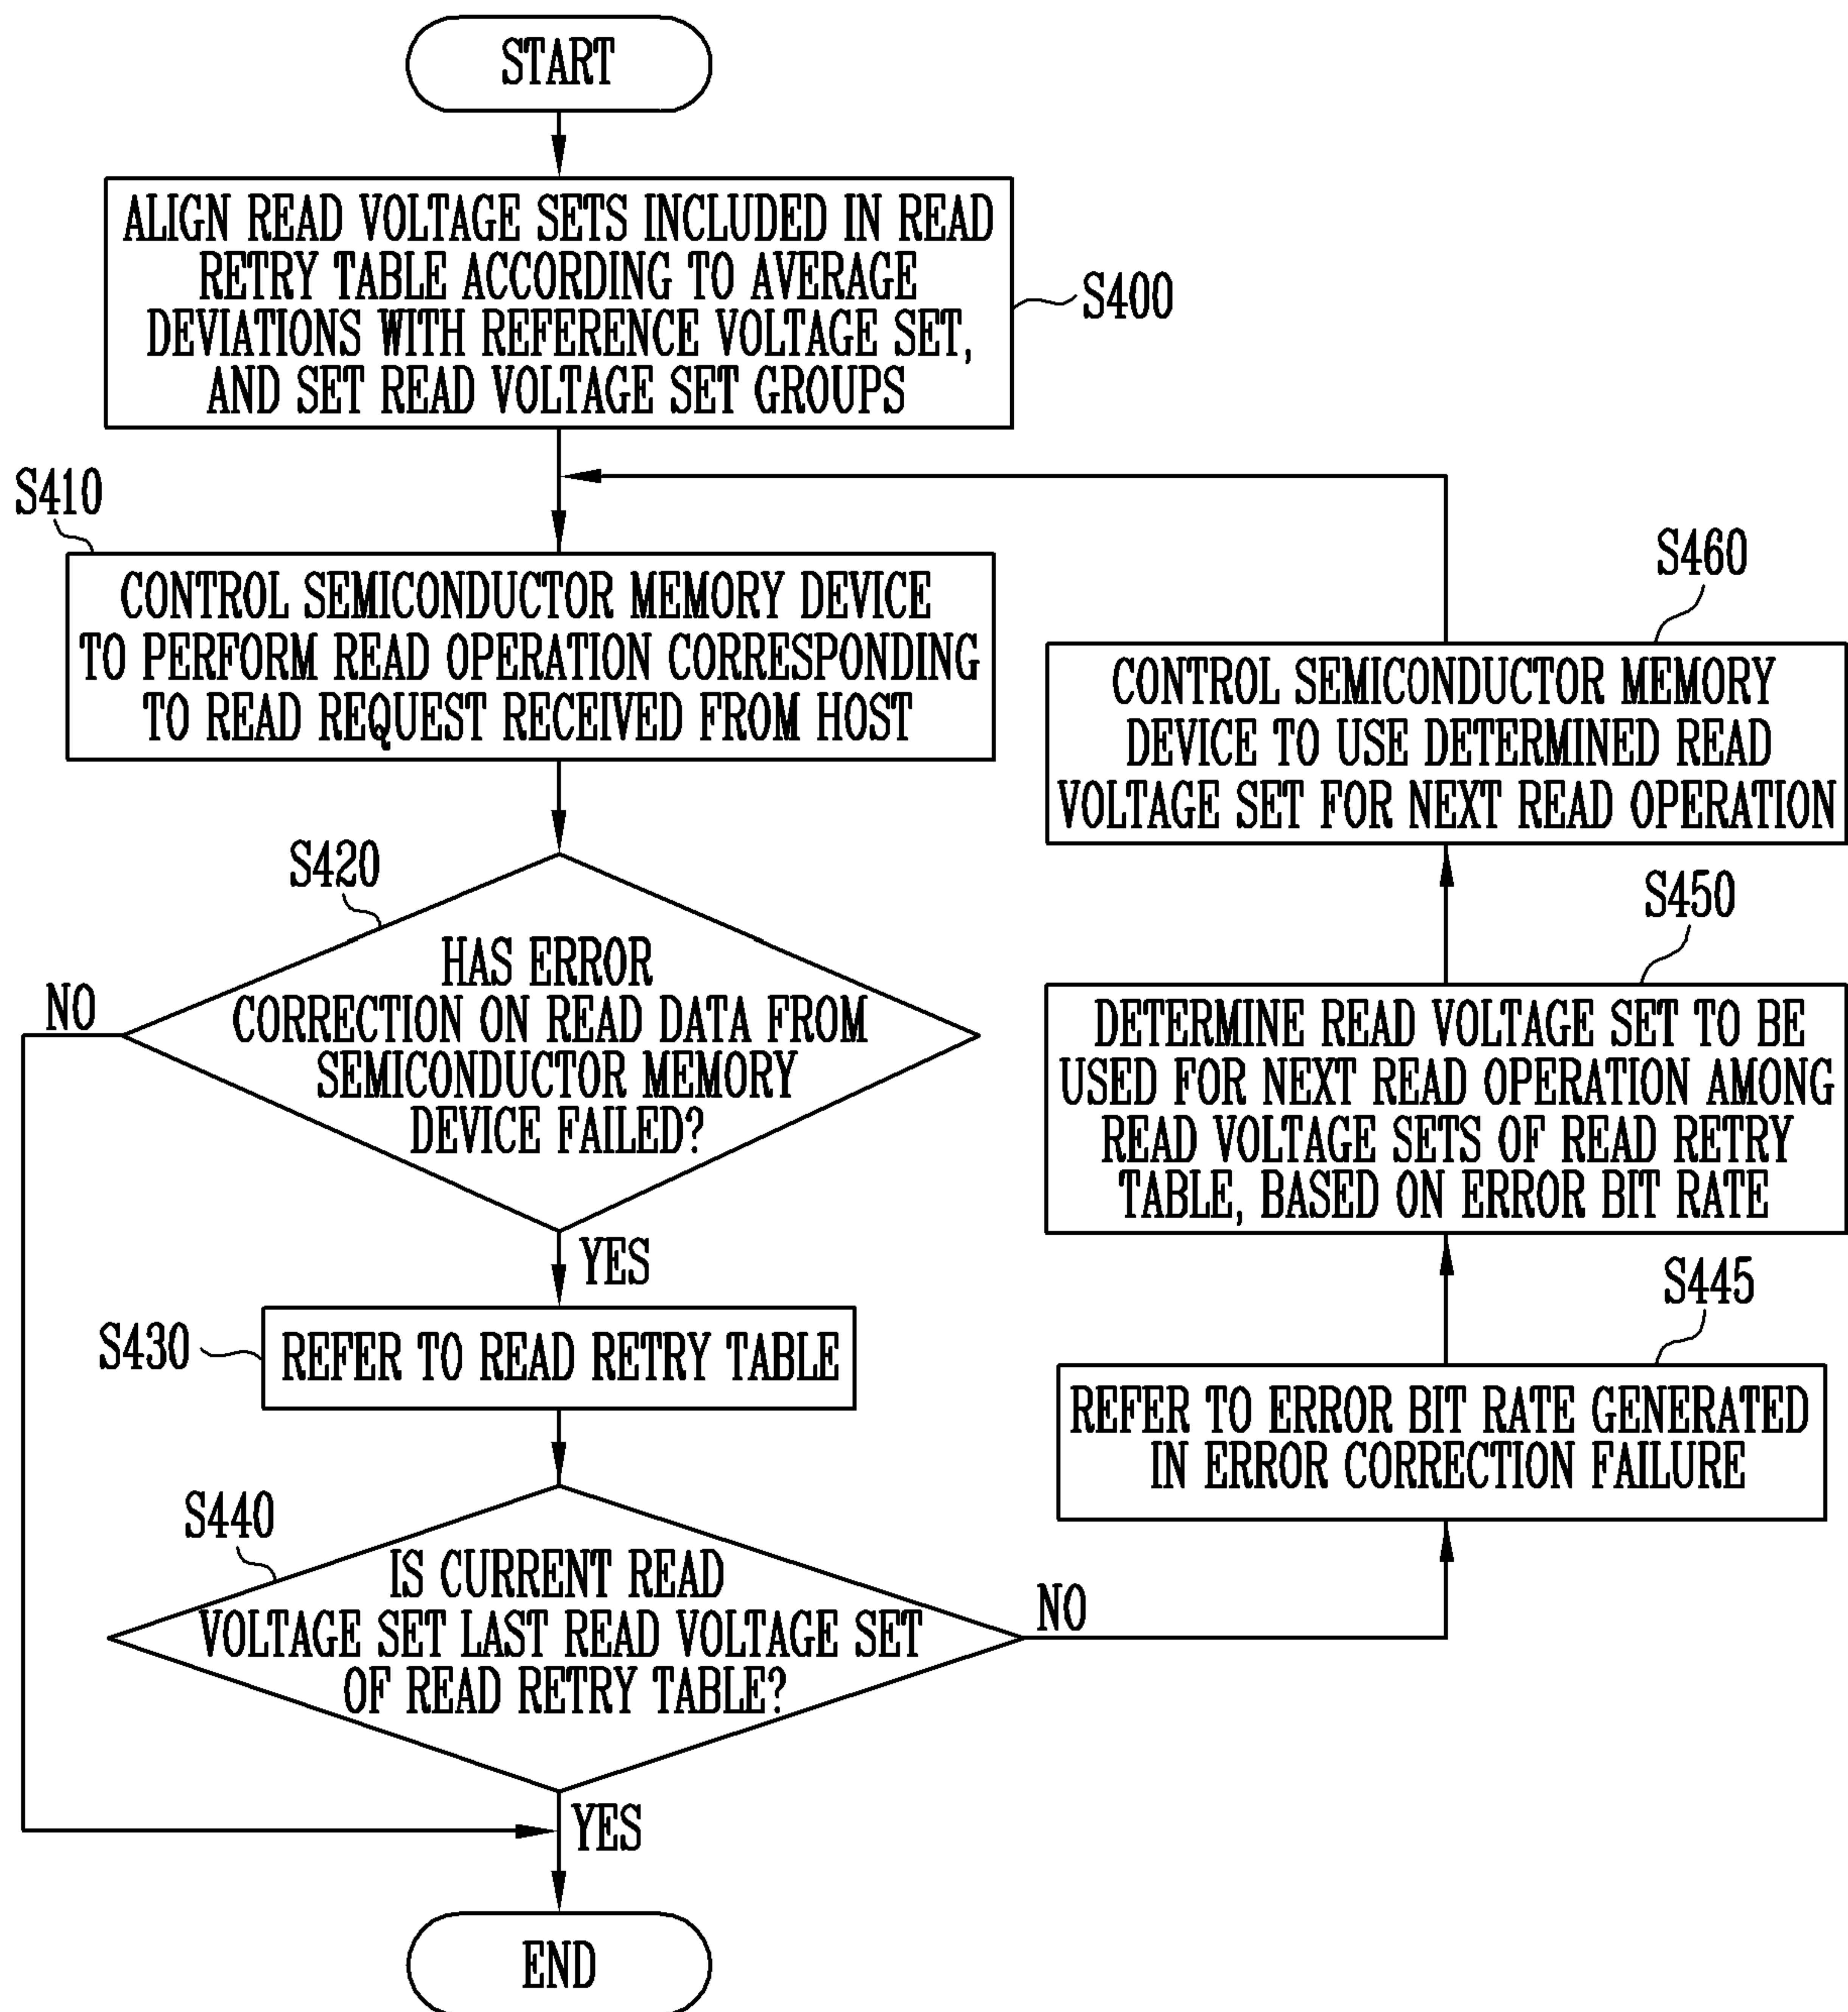 START
ALIGN READ VOLTAGE SETS INCLUDED IN READ
RETRY TABLE ACCORDING TO AVERAGE
DEVIATIONS WITH REFERENCE VOLTAGE SET,
AND SET READ VOLTAGE SET GROUPS
S400
S410
CONTROL SEMICONDUCTOR MEMORY DEVICE
TO PERFORM READ OPERATION CORRESPONDING
TO READ REQUEST RECEIVED FROM HOST
S420
HAS ERROR
CORRECTION ON READ DATA FROM
SEMICONDUCTOR MEMORY
DEVICE FAILED?
NO
YES
S430
REFER TO READ RETRY TABLE
S440
IS CURRENT READ
VOLTAGE SET LAST READ VOLTAGE SET
OF READ RETRY TABLE?
NO
YES
S445
REFER TO ERROR BIT RATE GENERATED
IN ERROR CORRECTION FAILURE
S450
DETERMINE READ VOLTAGE SET TO BE
USED FOR NEXT READ OPERATION AMONG
READ VOLTAGE SETS OF READ RETRY
TABLE, BASED ON ERROR BIT RATE
S460
CONTROL SEMICONDUCTOR MEMORY
DEVICE TO USE DETERMINED READ
VOLTAGE SET FOR NEXT READ OPERATION
END